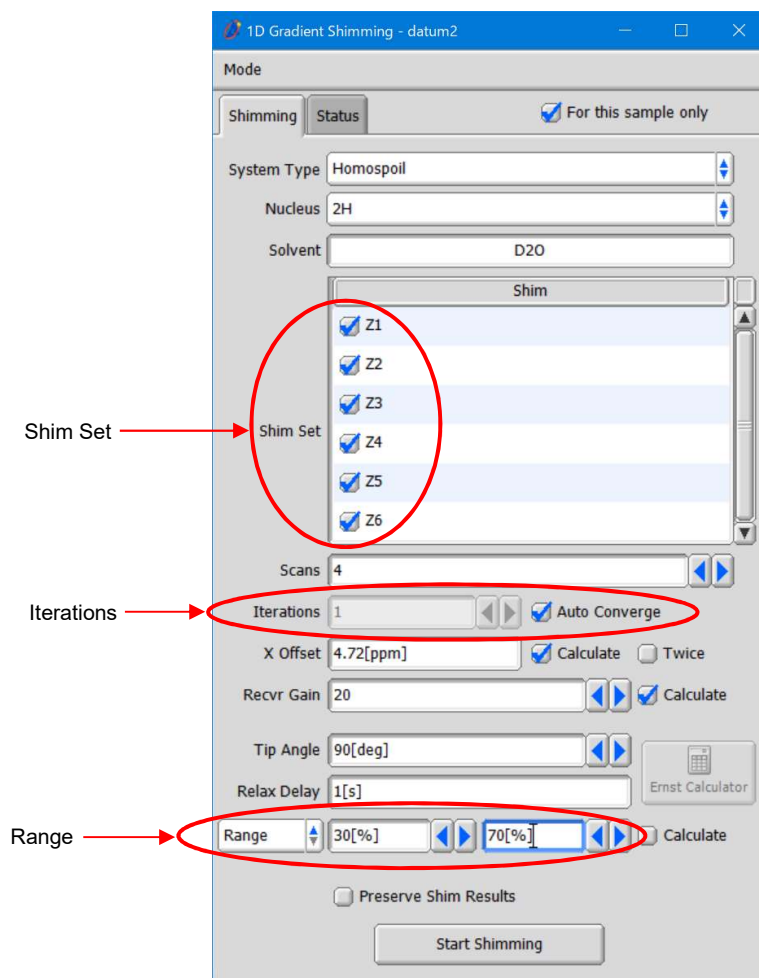 1D Gradient Shimming - datum2
Mode
Shimming Status For this sample only
System Type Homospoil
Nucleus 2H
Solvent D2O
Shim
Z1
Z2
Z3
Shim Set Shim Set Z4
Z5
Z6
Scans 4
Iterations Iterations 1 Auto Converge
X Offset 4.72[ppm] Calculate Twice
Recvr Gain 20 Calculate
Tip Angle 90[deg]
Relax Delay 1[s] Ernst Calculator
Range Range 30[%] 70[%] Calculate
Preserve Shim Results
Start Shimming